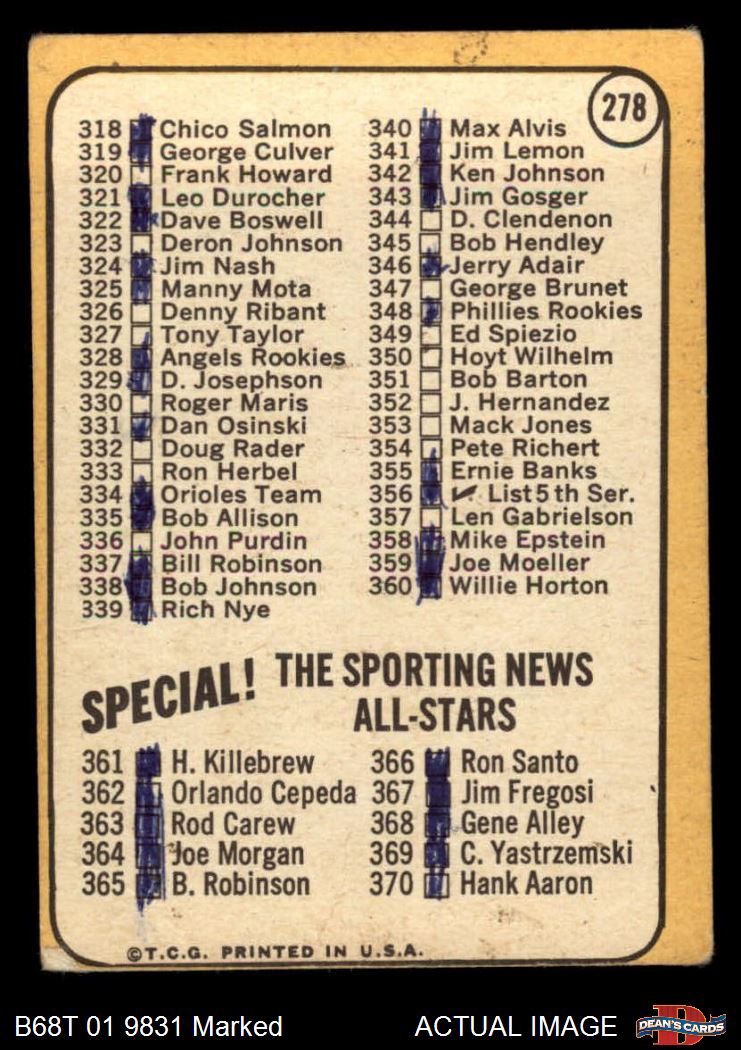 278
318 Chico Salmon
319 George Culver
320 Frank Howard
321 Leo Durocher
322 Dave Boswell
323 Deron Johnson
324 Jim Nash
325 Manny Mota
326 Denny Ribant
327 Tony Taylor
328 Angels Rookies
329 D. Josephson
330 Roger Maris
331 Dan Osinski
332 Doug Rader
333 Ron Herbel
334 Orioles Team
335 Bob Allison
336 John Purdin
337 Bill Robinson
338 Bob Johnson
339 Rich Nye
340 Max Alvis
341 Jim Lemon
342 Ken Johnson
343 Jim Gosger
344 D. Clendenon
345 Bob Hendley
346 Jerry Adair
347 George Brunet
348 Phillies Rookies
349 Ed Spiezio
350 Hoyt Wilhelm
351 Bob Barton
352 J. Hernandez
353 Mack Jones
354 Pete Richert
355 Ernie Banks
356 ✔ List 5 th Ser.
357 Len Gabrielson
358 Mike Epstein
359 Joe Moeller
360 Willie Horton
SPECIAL! THE SPORTING NEWS
ALL-STARS
361 H. Killebrew
362 Orlando Cepeda
363 Rod Carew
364 Joe Morgan
365 B. Robinson
366 Ron Santo
367 Jim Fregosi
368 Gene Alley
369 C. Yastrzemski
370 Hank Aaron
©T.C.G. PRINTED IN U.S.A.
B68T 01 9831 Marked
ACTUAL IMAGE
D
DEAN'S CARDS